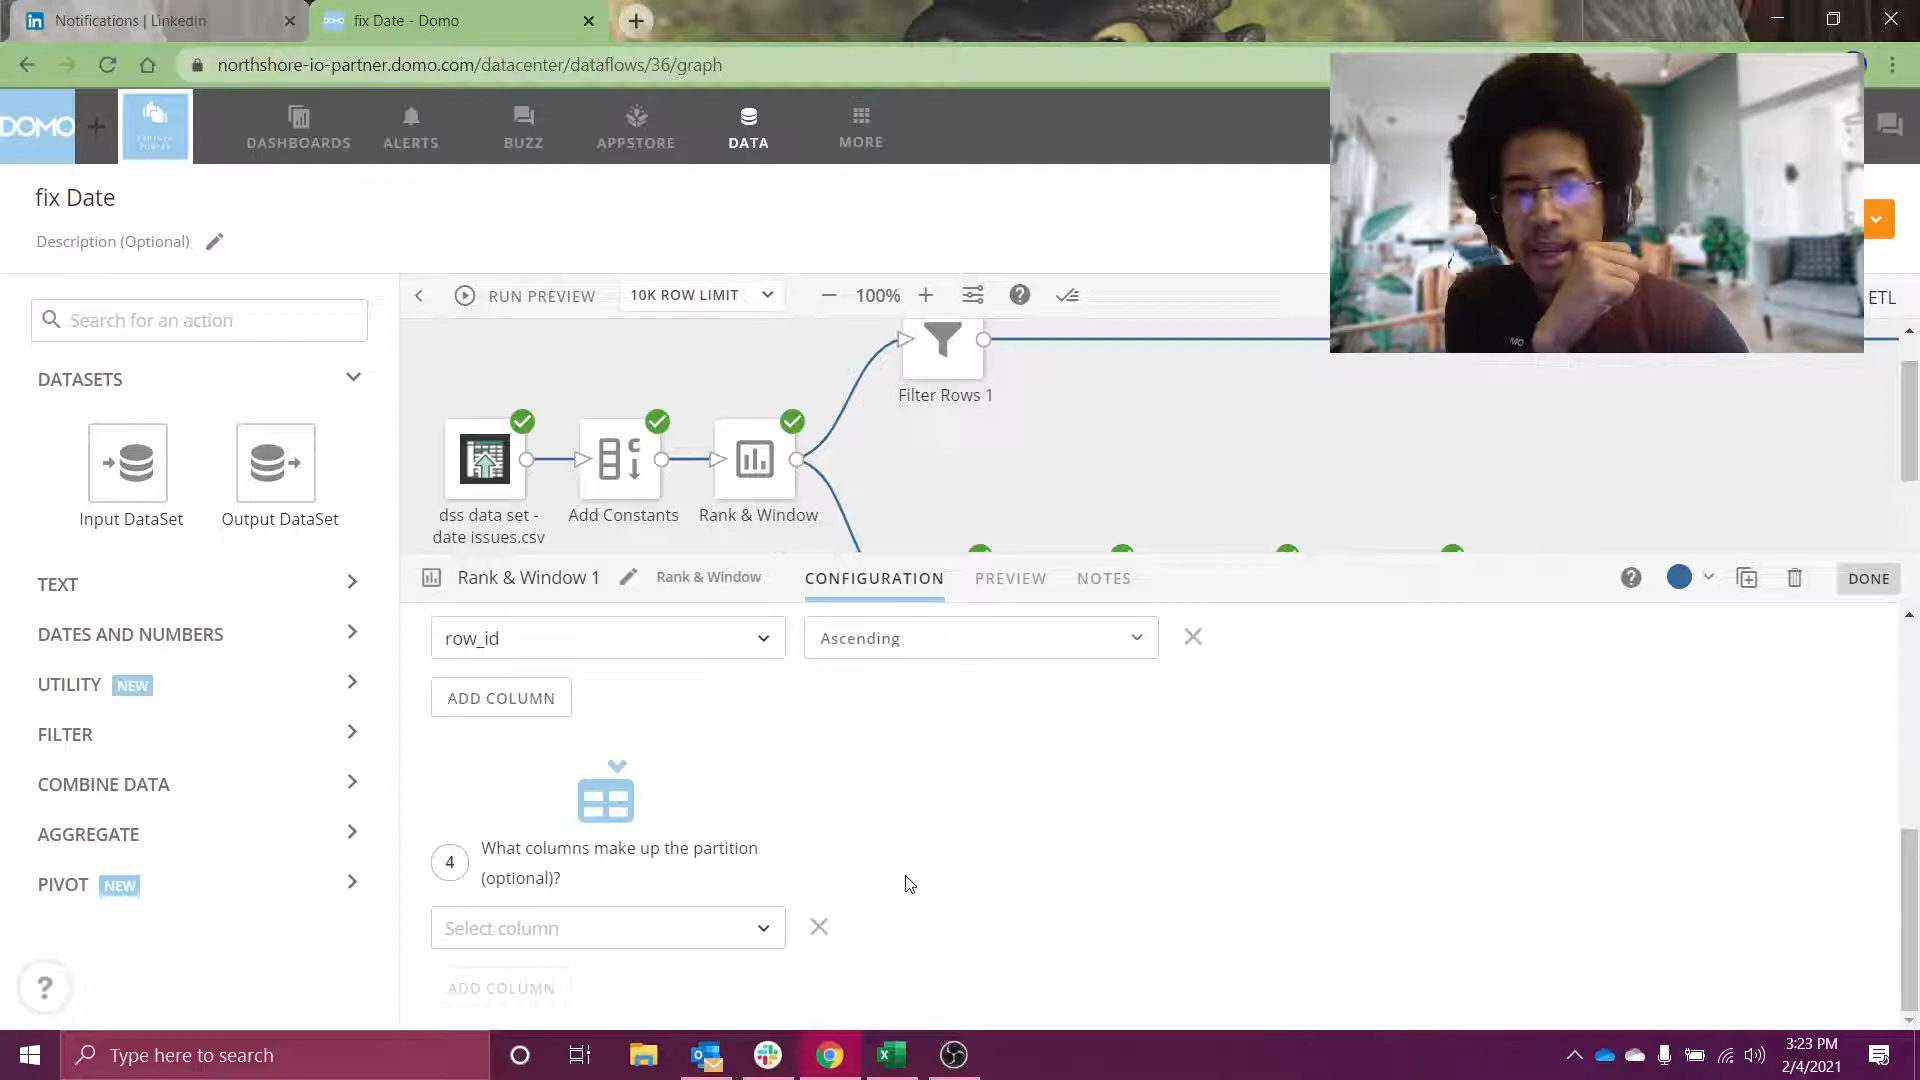 Notifications | LinkedIn
fix Date - Domo
northshore-io-partner.domo.com/datacenter/dataflows/36/graph
DOMO
PARTNER PORTAL
DASHBOARDS
ALERTS
BUZZ
APPSTORE
DATA
MORE
fix Date
Description (Optional)
RUN PREVIEW
10K ROW LIMIT
100%
ETL
Search for an action
DATASETS
Input DataSet
Output DataSet
TEXT
DATES AND NUMBERS
UTILITY NEW
FILTER
COMBINE DATA
AGGREGATE
PIVOT NEW
Filter Rows 1
dss data set -
date issues.csv
Add Constants
Rank & Window
Rank & Window 1
Rank & Window
CONFIGURATION
PREVIEW
NOTES
DONE
row_id
Ascending
ADD COLUMN
4
What columns make up the partition
(optional)?
Select column
ADD COLUMN
Type here to search
3:23 PM
2/4/2021